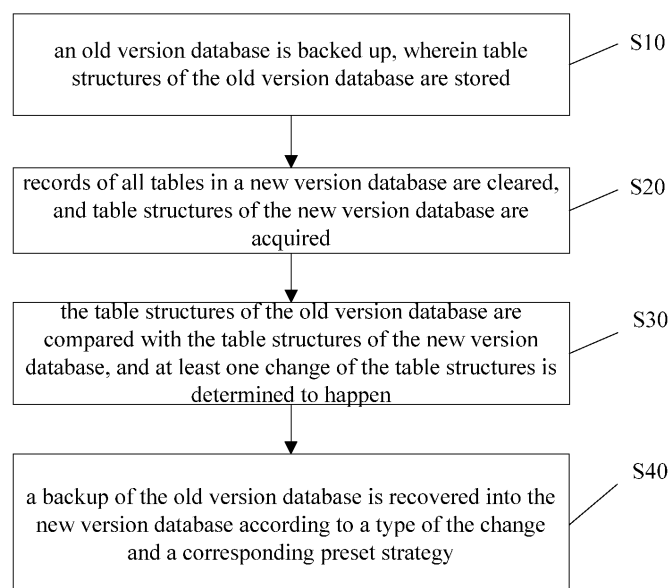 an old version database is backed up, wherein table
structures of the old version database are stored
S10
records of all tables in a new version database are cleared,
and table structures of the new version database are
acquired
S20
the table structures of the old version database are
compared with the table structures of the new version
database, and at least one change of the table structures is
determined to happen
S30
a backup of the old version database is recovered into the
new version database according to a type of the change
and a corresponding preset strategy
S40